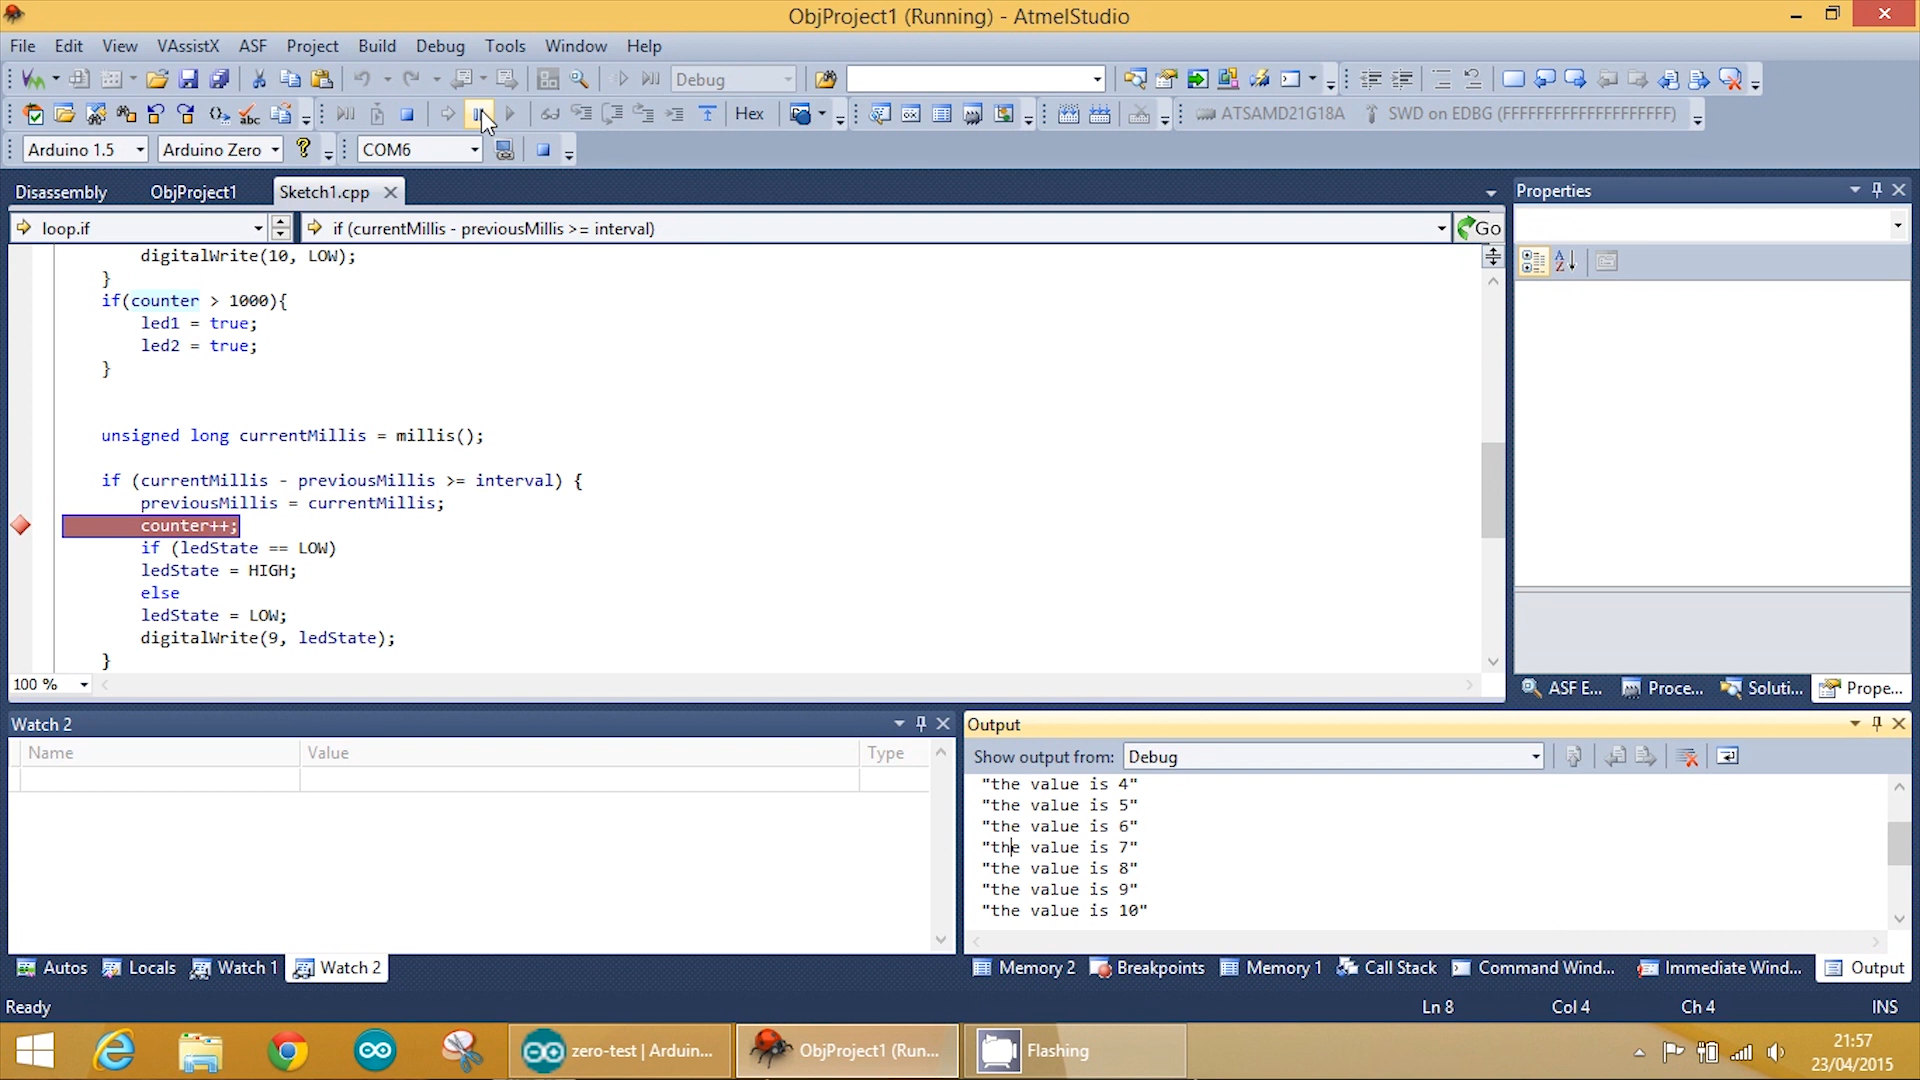 ObjProject1 (Running) - AtmelStudio
File Edit View VAssistX ASF Project Build Debug Tools Window Help
Debug
Hex ATSAMD21G18A SWD on EDBG (FFFFFFFFFFFFFFFFFFFF)
Arduino 1.5 Arduino Zero COM6
Disassembly ObjProject1 Sketch1.cpp
loop.if if (currentMillis - previousMillis >= interval) Go
digitalWrite(10, LOW);
}
if(counter > 1000){
led1 = true;
led2 = true;
}
unsigned long currentMillis = millis();
if (currentMillis - previousMillis >= interval) {
previousMillis = currentMillis;
counter++;
if (ledState == LOW)
ledState = HIGH;
else
ledState = LOW;
digitalWrite(9, ledState);
}
100 %
Properties
ASF E... Proce... Soluti... Prope...
Watch 2
Name Value Type
Autos Locals Watch 1 Watch 2
Output
Show output from: Debug
"the value is 4"
"the value is 5"
"the value is 6"
"the value is 7"
"the value is 8"
"the value is 9"
"the value is 10"
Memory 2 Breakpoints Memory 1 Call Stack Command Wind... Immediate Wind... Output
Ready Ln 8 Col 4 Ch 4 INS
zero-test | Arduin... ObjProject1 (Run... Flashing
21:57
23/04/2015